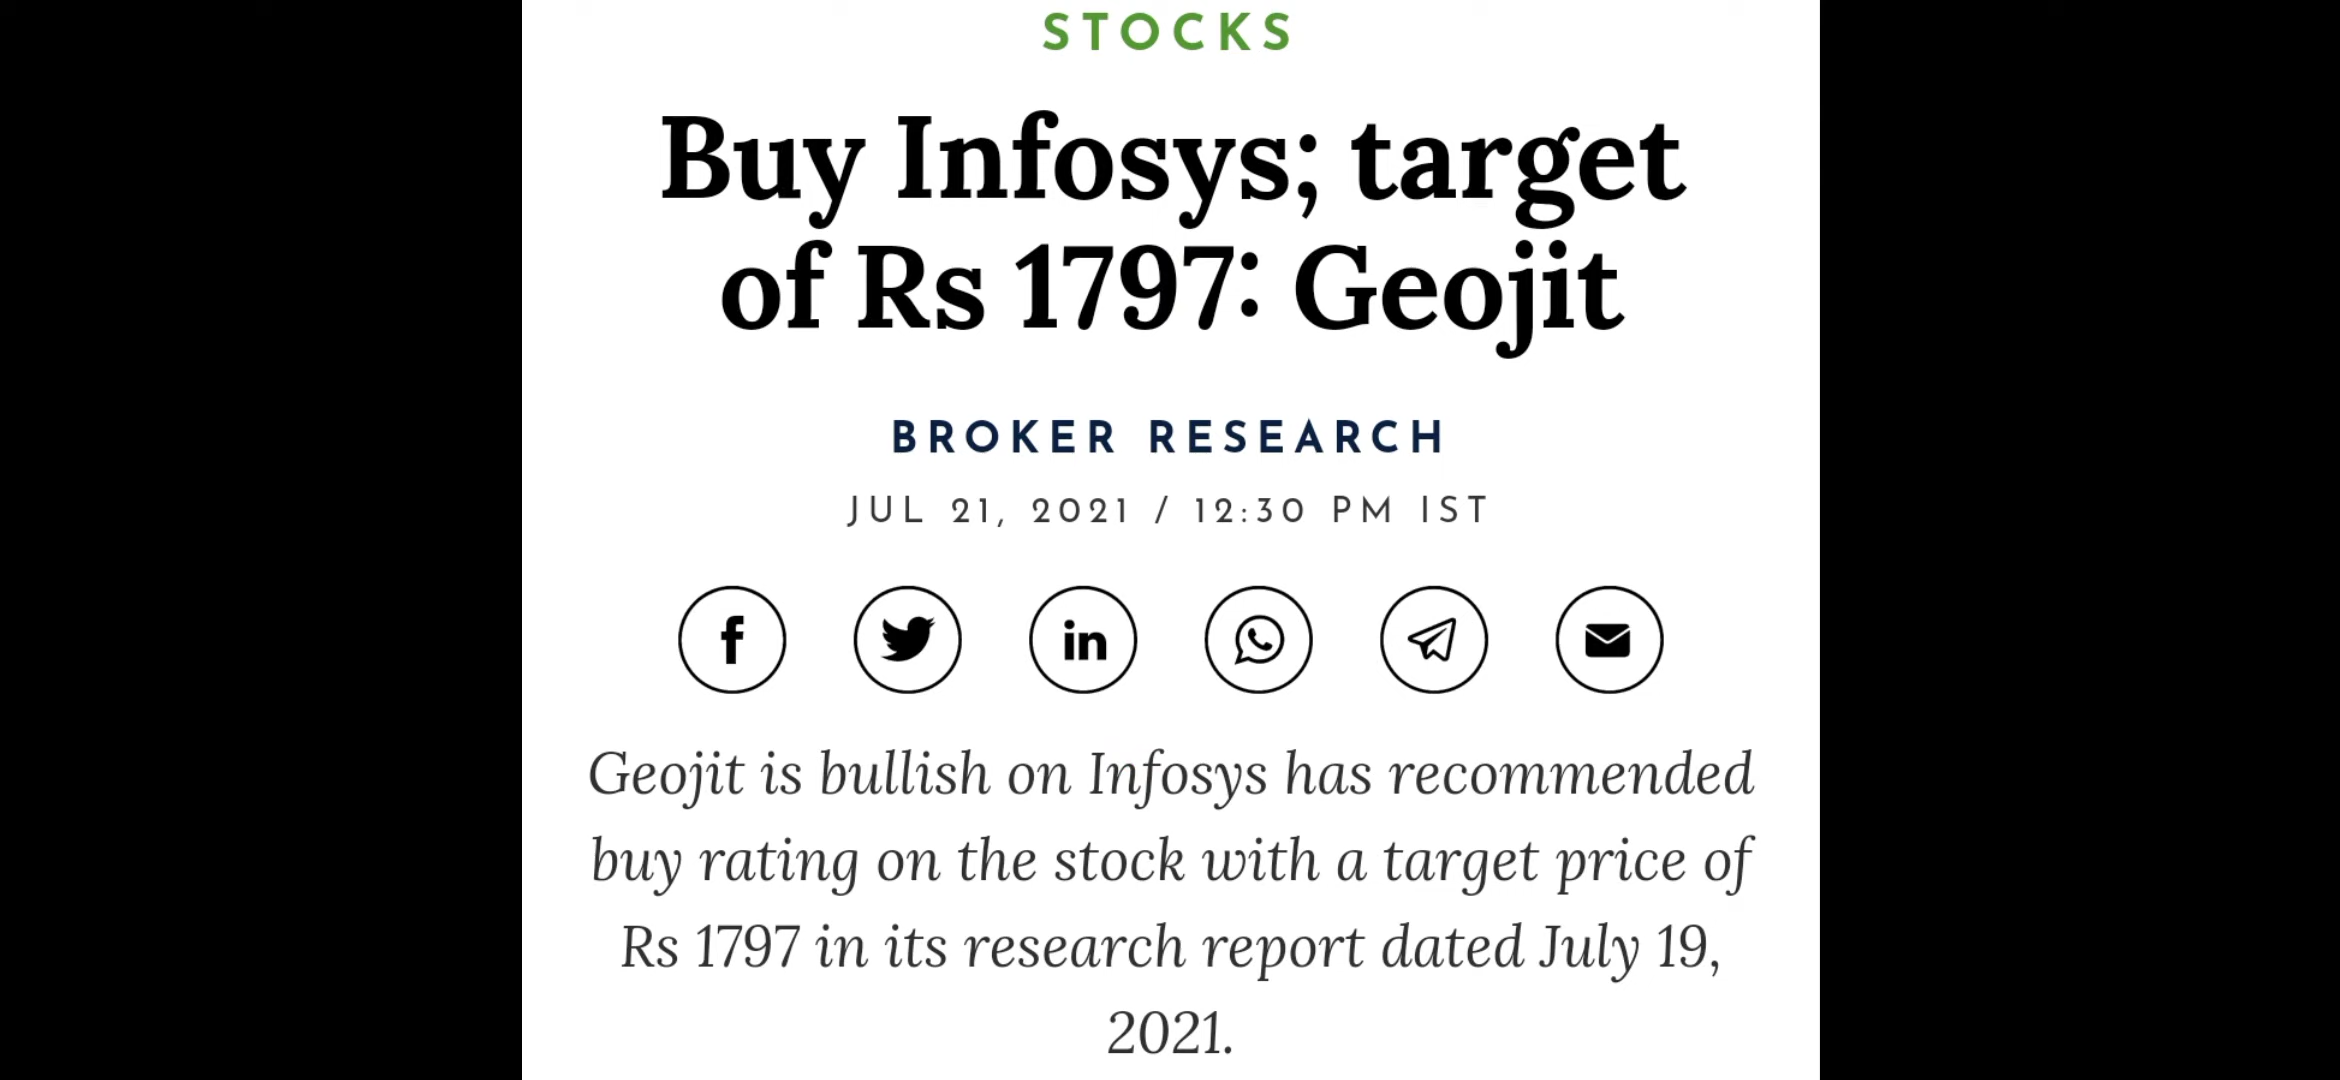 STOCKS
Buy Infosys; target
of Rs 1797: Geojit
BROKER RESEARCH
JUL 21, 2021 / 12:30 PM IST
Geojit is bullish on Infosys has recommended
buy rating on the stock with a target price of
Rs 1797 in its research report dated July 19,
2021.